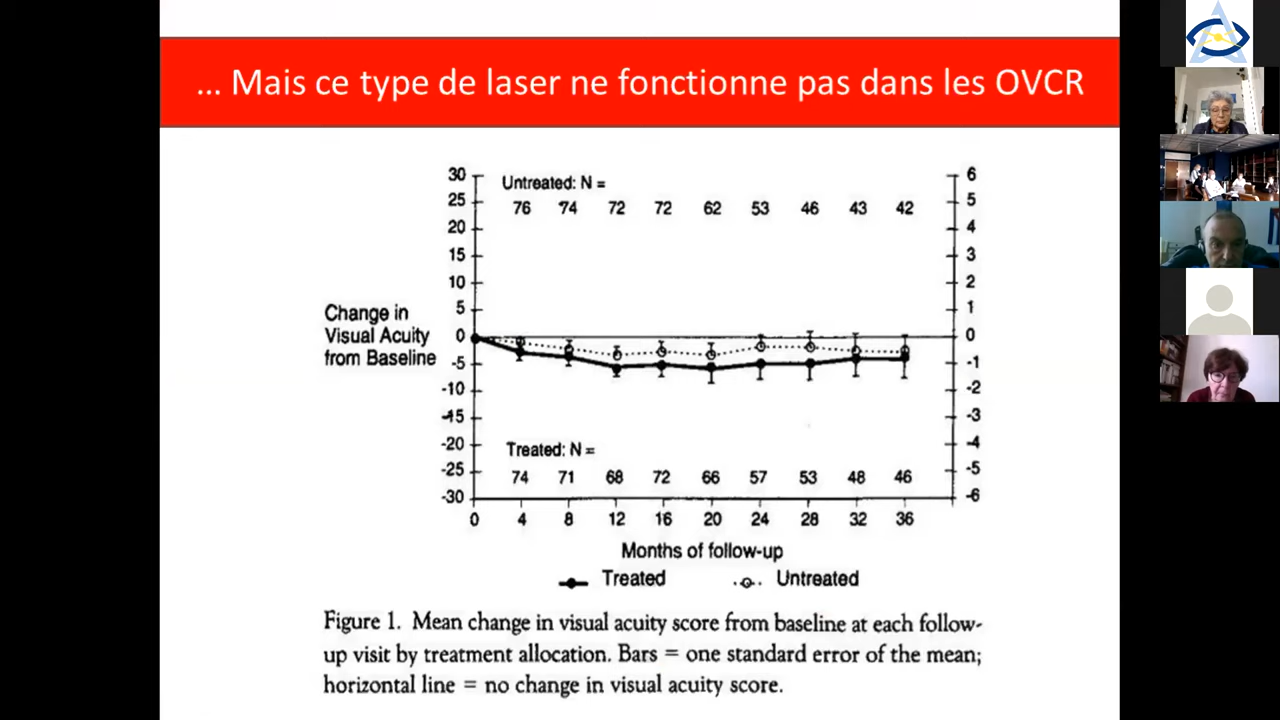 ... Mais ce type de laser ne fonctionne pas dans les OVCR
30
25
20
15
10
5
0
-5
-10
-15
-20
-25
-30
Untreated: N =
76 74 72 72 62 53 46 43 42
6
5
4
3
2
1
0
-1
-2
-3
-4
-5
-6
Change in
Visual Acuity
from Baseline
Treated: N =
74 71 68 72 66 57 53 48 46
0 4 8 12 16 20 24 28 32 36
Months of follow-up
Treated Untreated
Figure 1. Mean change in visual acuity score from baseline at each follow-
up visit by treatment allocation. Bars = one standard error of the mean;
horizontal line = no change in visual acuity score.